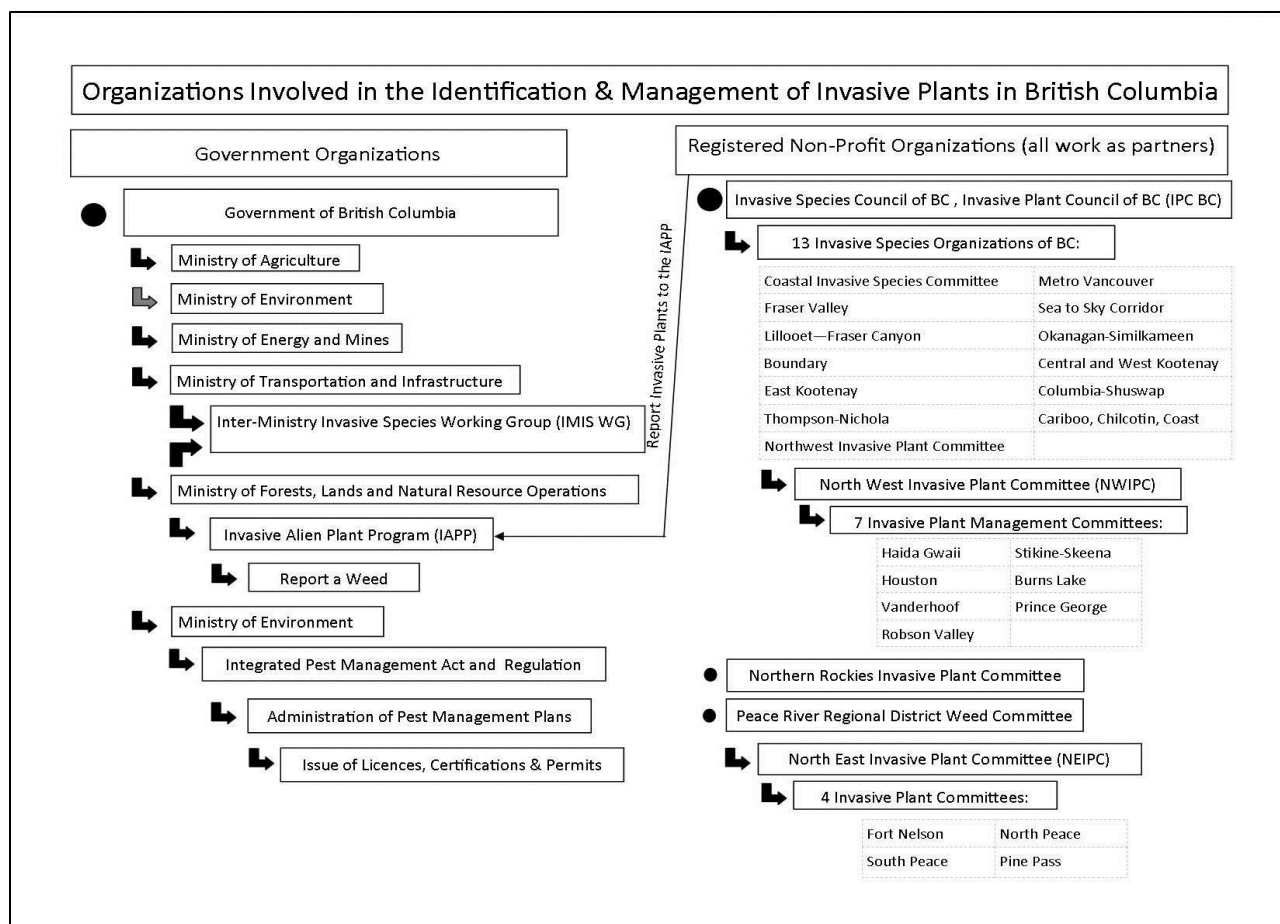 Organizations Involved in the Identification & Management of Invasive Plants in British Columbia
Government Organizations
Government of British Columbia
Ministry of Agriculture
Ministry of Environment
Ministry of Energy and Mines
Ministry of Transportation and Infrastructure
Inter-Ministry Invasive Species Working Group (IMIS WG)
Ministry of Forests, Lands and Natural Resource Operations
Invasive Alien Plant Program (IAPP)
Report a Weed
Ministry of Environment
Integrated Pest Management Act and Regulation
Administration of Pest Management Plans
Issue of Licences, Certifications & Permits
Report Invasive Plants to the IAPP
Registered Non-Profit Organizations (all work as partners)
Invasive Species Council of BC , Invasive Plant Council of BC (IPC BC)
13 Invasive Species Organizations of BC:
Coastal Invasive Species Committee Metro Vancouver
Fraser Valley Sea to Sky Corridor
Lillooet—Fraser Canyon Okanagan-Similkameen
Boundary Central and West Kootenay
East Kootenay Columbia-Shuswap
Thompson-Nichola Cariboo, Chilcotin, Coast
Northwest Invasive Plant Committee
North West Invasive Plant Committee (NWIPC)
7 Invasive Plant Management Committees:
Haida Gwaii Stikine-Skeena
Houston Burns Lake
Vanderhoof Prince George
Robson Valley
Northern Rockies Invasive Plant Committee
Peace River Regional District Weed Committee
North East Invasive Plant Committee (NEIPC)
4 Invasive Plant Committees:
Fort Nelson North Peace
South Peace Pine Pass